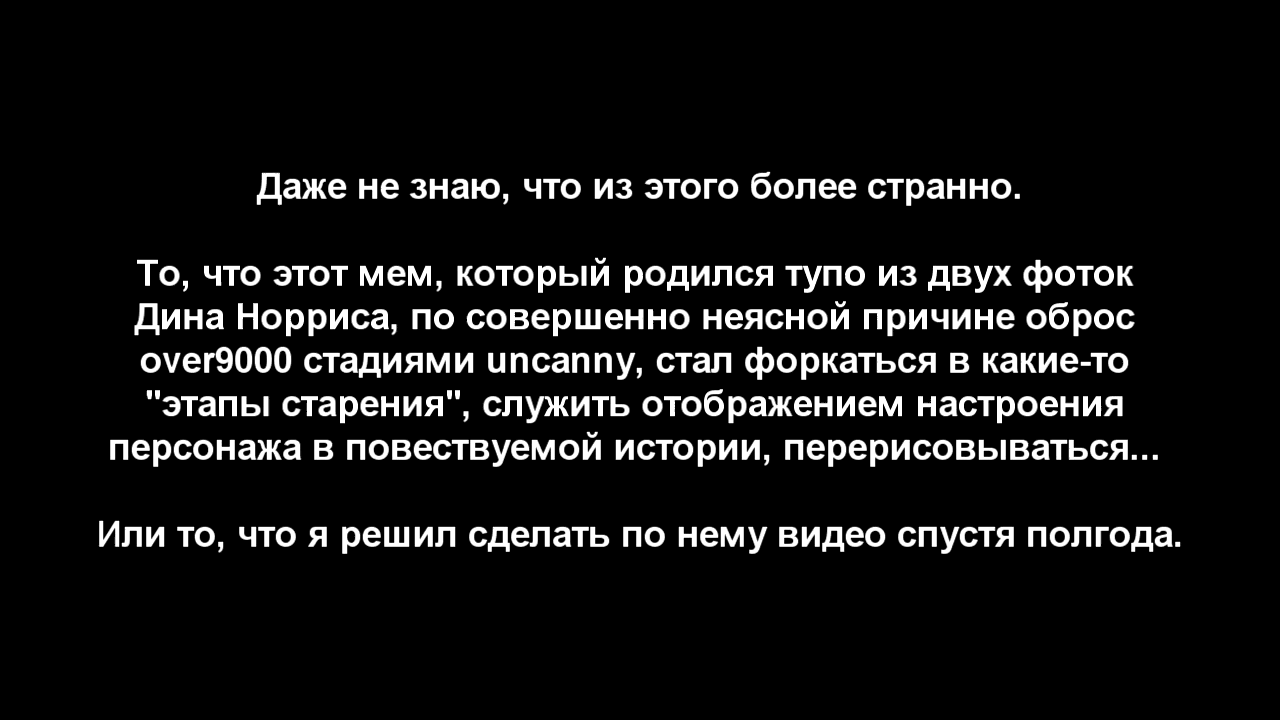 Даже не знаю, что из этого более странно.
То, что этот мем, который родился тупо из двух фоток
Дина Норриса, по совершенно неясной причине оброс
over9000 стадиями uncanny, стал форкаться в какие-то
"этапы старения", служить отображением настроения
персонажа в повествуемой истории, перерисовываться...
Или то, что я решил сделать по нему видео спустя полгода.